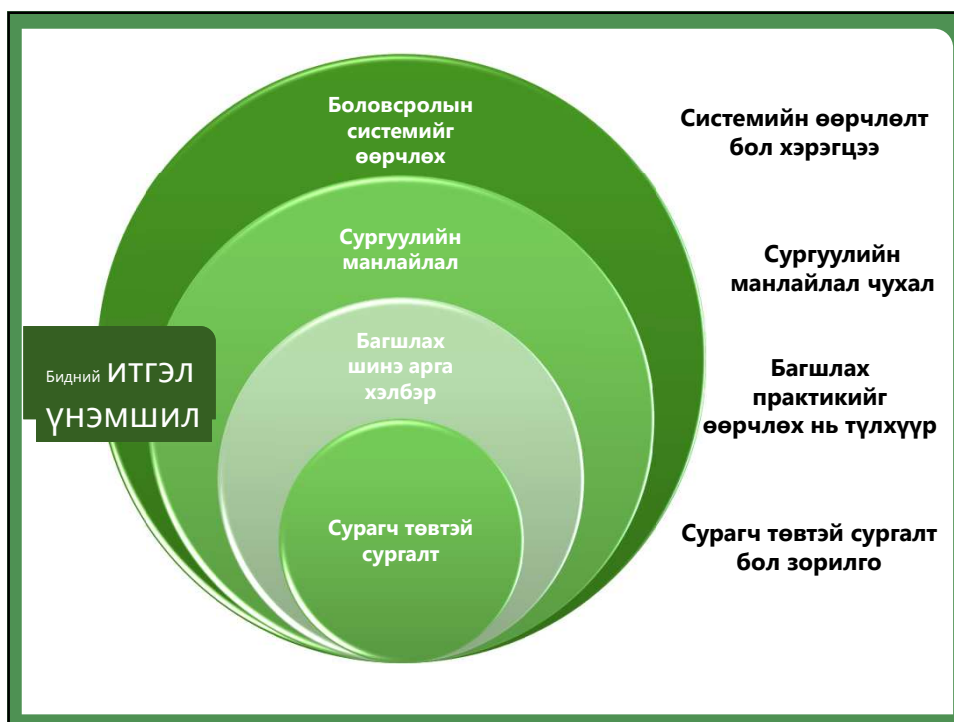 Боловсролын
системийг
өөрчлөх
Системийн өөрчлөлт
бол хэрэгцээ
Сургуулийн
манлайлал
Сургуулийн
манлайлал чухал
Бидний ИТГЭЛ
ҮНЭМШИЛ
Багшлах
шинэ арга
хэлбэр
Багшлах
практикийг
өөрчлөх нь түлхүүр
Сурагч төвтэй
сургалт
Сурагч төвтэй сургалт
бол зорилго